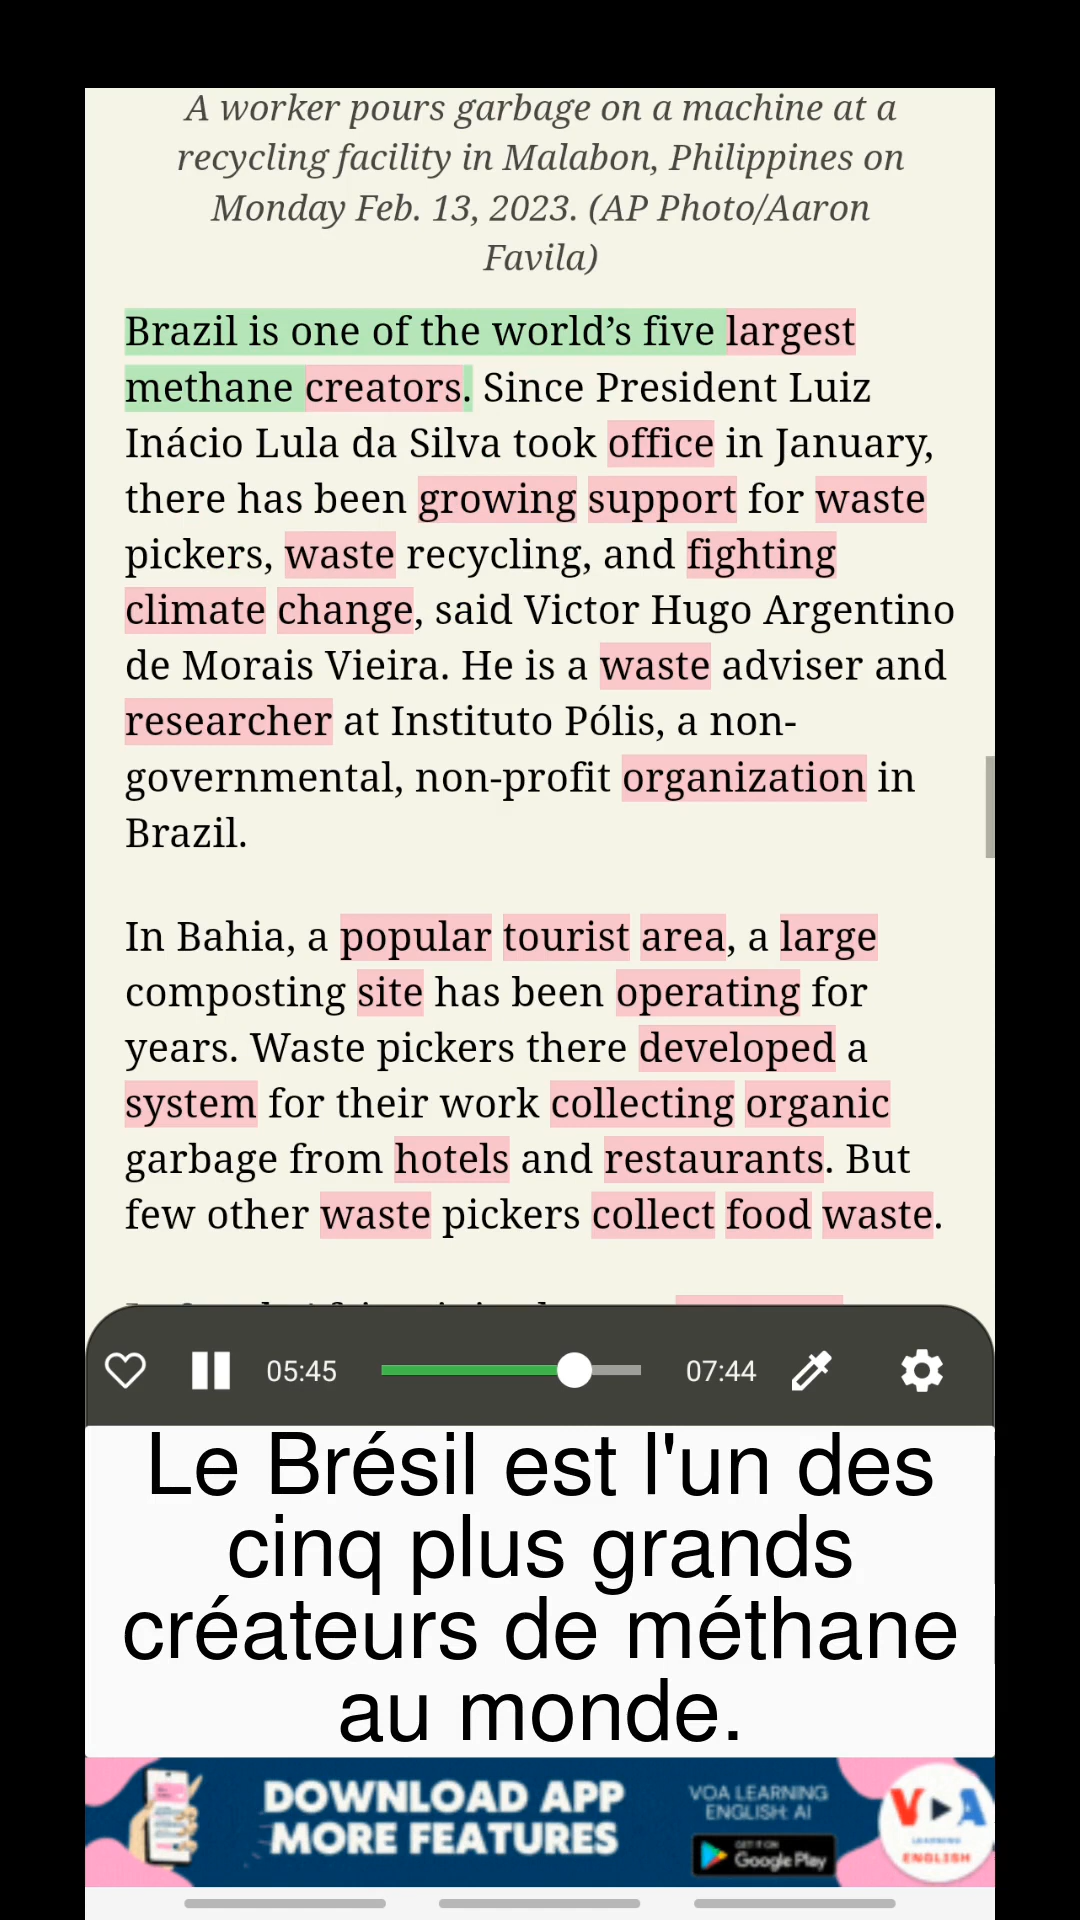 A worker pours garbage on a machine at a
recycling facility in Malabon, Philippines on
Monday Feb. 13, 2023. (AP Photo/Aaron
Favila)
Brazil is one of the world’s five largest
methane creators. Since President Luiz
Inácio Lula da Silva took office in January,
there has been growing support for waste
pickers, waste recycling, and fighting
climate change, said Victor Hugo Argentino
de Morais Vieira. He is a waste adviser and
researcher at Instituto Pólis, a non-
governmental, non-profit organization in
Brazil.
In Bahia, a popular tourist area, a large
composting site has been operating for
years. Waste pickers there developed a
system for their work collecting organic
garbage from hotels and restaurants. But
few other waste pickers collect food waste.
05:45
07:44
Le Brésil est l'un des
cinq plus grands
créateurs de méthane
au monde.
DOWNLOAD APP
MORE FEATURES
VOA LEARNING
ENGLISH: AI
GET IT ON
Google Play
VOA
LEARNING
ENGLISH